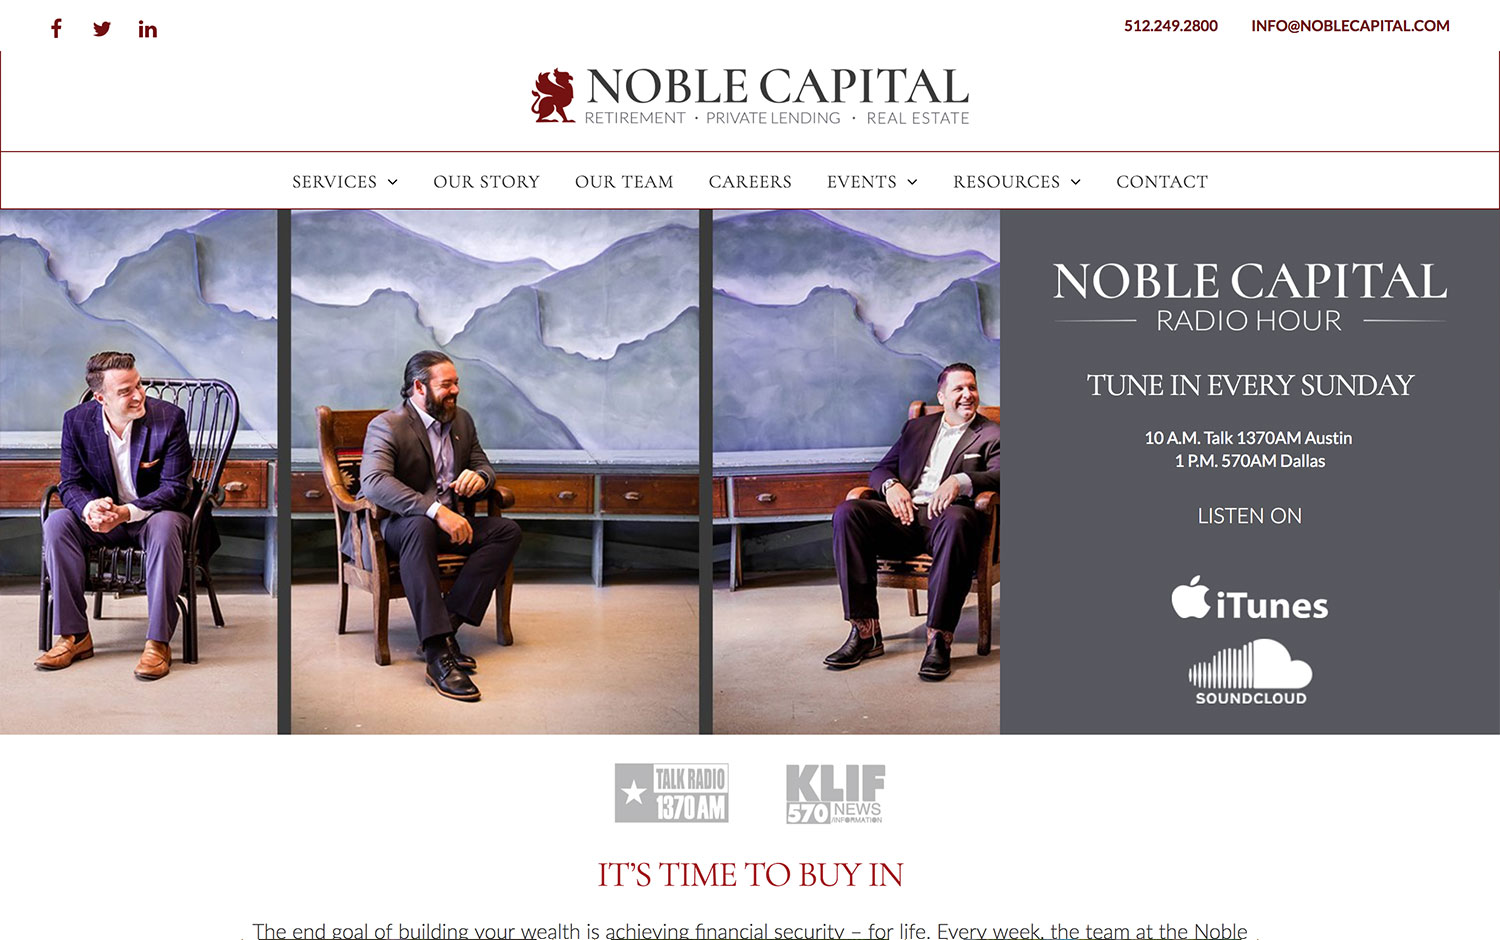 512.249.2800 INFO@NOBLECAPITAL.COM
NOBLE CAPITAL
RETIREMENT · PRIVATE LENDING · REAL ESTATE
SERVICES OUR STORY OUR TEAM CAREERS EVENTS RESOURCES CONTACT
NOBLE CAPITAL
RADIO HOUR
TUNE IN EVERY SUNDAY
10 A.M. Talk 1370AM Austin
1 P.M. 570AM Dallas
LISTEN ON
iTunes
SOUNDCLOUD
TALK RADIO
1370 AM
KLIF
570 NEWS
/INFORMATION
IT'S TIME TO BUY IN
The end goal of building your wealth is achieving financial security – for life. Every week, the team at the Noble